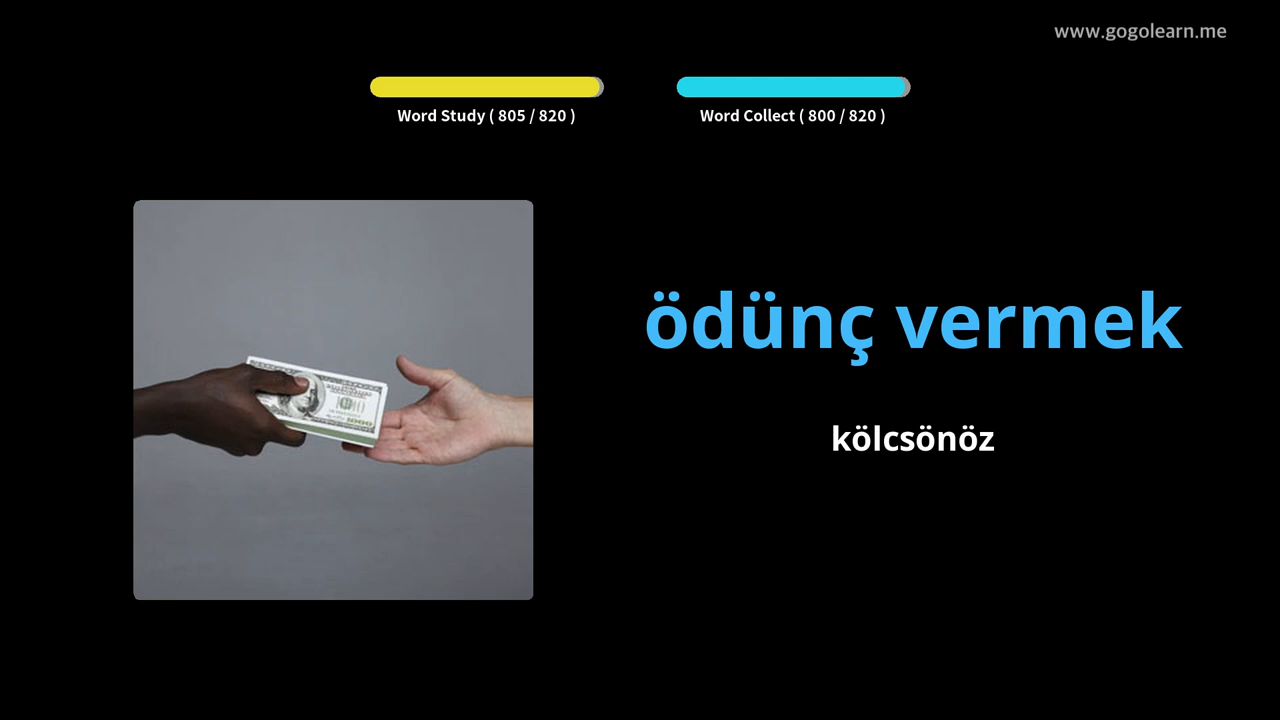 www.gogolearn.me
Word Study ( 805 / 820 )
Word Collect ( 800 / 820 )
ödünç vermek
kölcsönöz